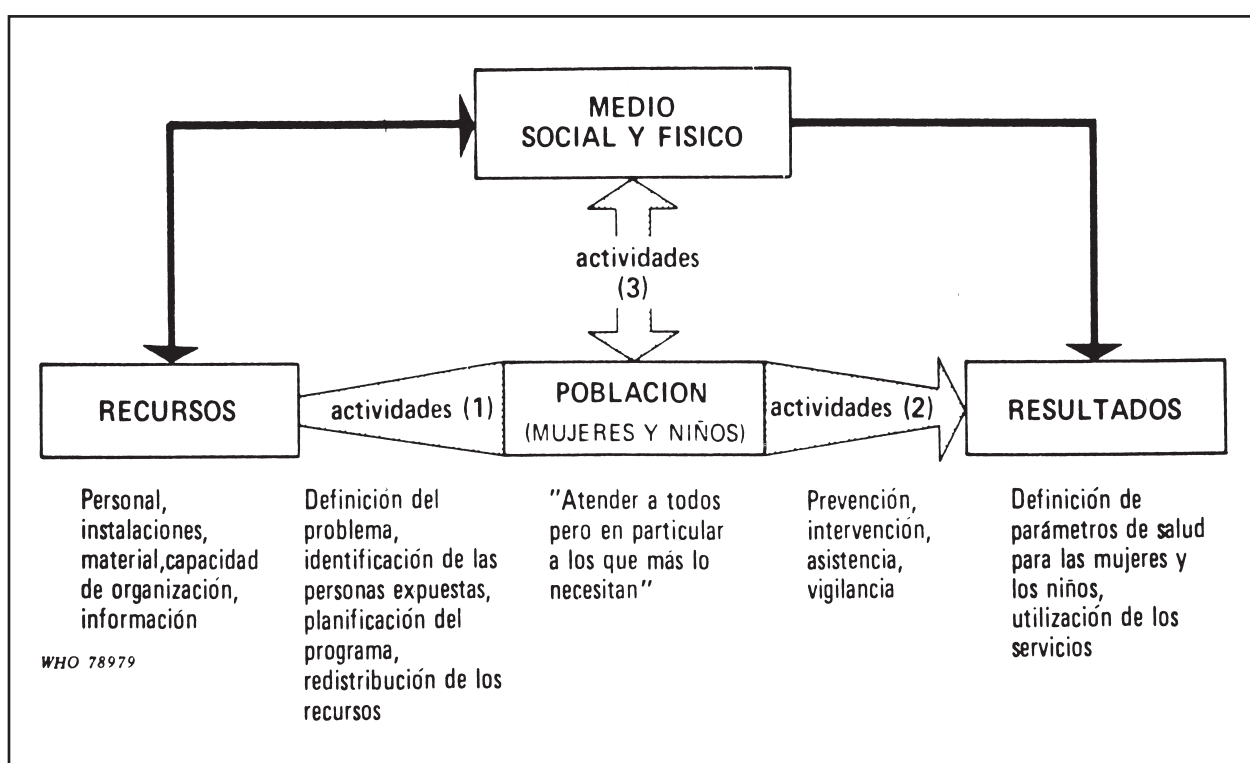 MEDIO
SOCIAL Y FISICO
actividades
(3)
RECURSOS
actividades (1)
POBLACION
(MUJERES Y NIÑOS)
actividades (2)
RESULTADOS
Personal,
instalaciones,
material,capacidad
de organización,
información
Definición del
problema,
identificación de las
personas expuestas,
planificación del
programa,
redistribución de los
recursos
"Atender a todos
pero en particular
a los que más lo
necesitan"
Prevención,
intervención,
asistencia,
vigilancia
Definición de
parámetros de salud
para las mujeres y
los niños,
utilización de los
servicios
WHO 78979